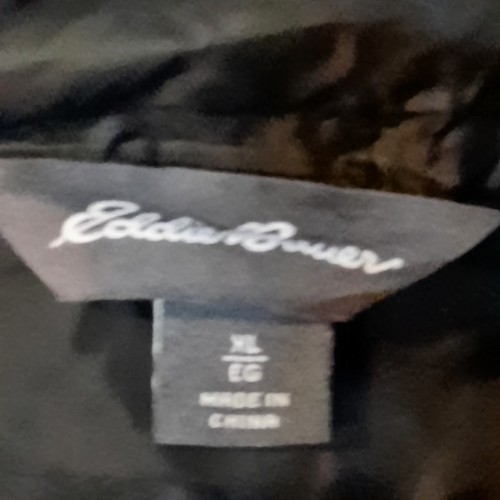 Eddie Bauer
XL
EG
MADE IN
CHINA